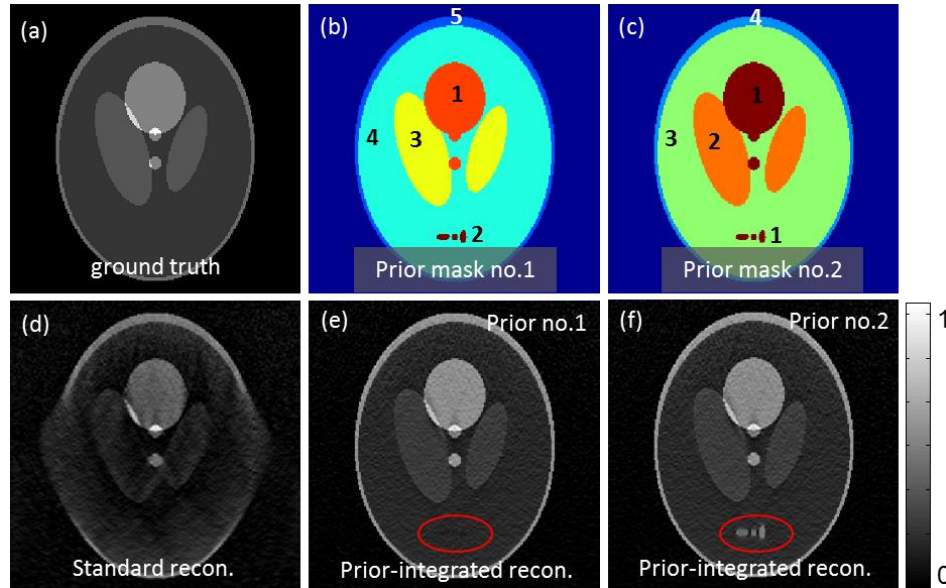 (a)
ground truth
(b)
5
1
3
4
2
Prior mask no.1
(c)
4
1
2
3
1
Prior mask no.2
(d)
Standard recon.
(e)
Prior no.1
Prior-integrated recon.
(f)
Prior no.2
Prior-integrated recon.
1
0